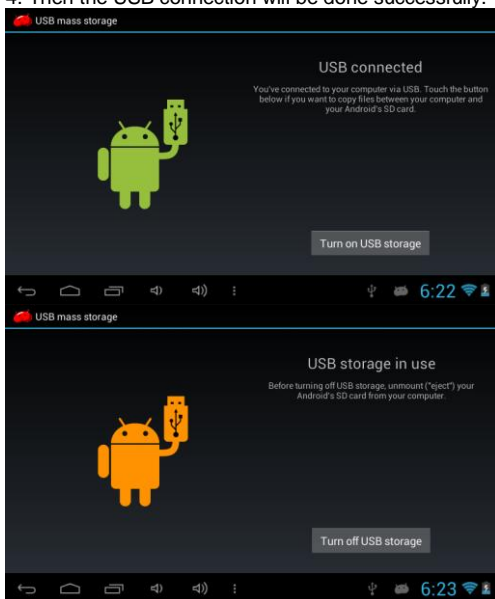 4. Then the USB connection will be done successfully.
USB mass storage
USB connected
You've connected to your computer via USB. Touch the button
below if you want to copy files between your computer and
your Android's SD card.
Turn on USB storage
6:22
USB mass storage
USB storage in use
Before turning off USB storage, unmount ("eject") your
Android's SD card from your computer.
Turn off USB storage
6:23